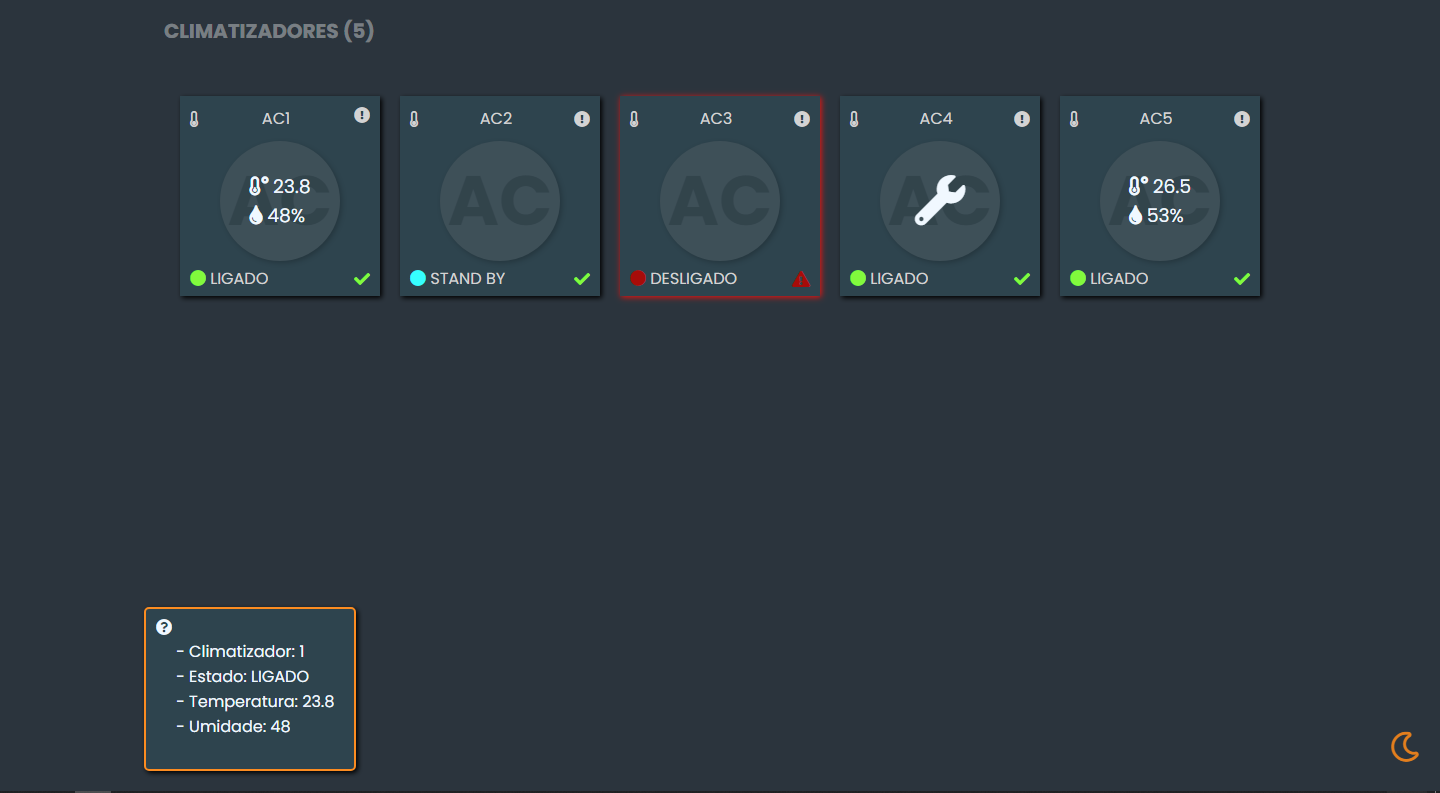 CLIMATIZADORES (5)
AC1
AC2
AC3
AC4
AC5
AC
23.8
48%
AC
AC
AC
AC
26.5
53%
LIGADO
STAND BY
DESLIGADO
LIGADO
LIGADO
- Climatizador: 1
- Estado: LIGADO
- Temperatura: 23.8
- Umidade: 48